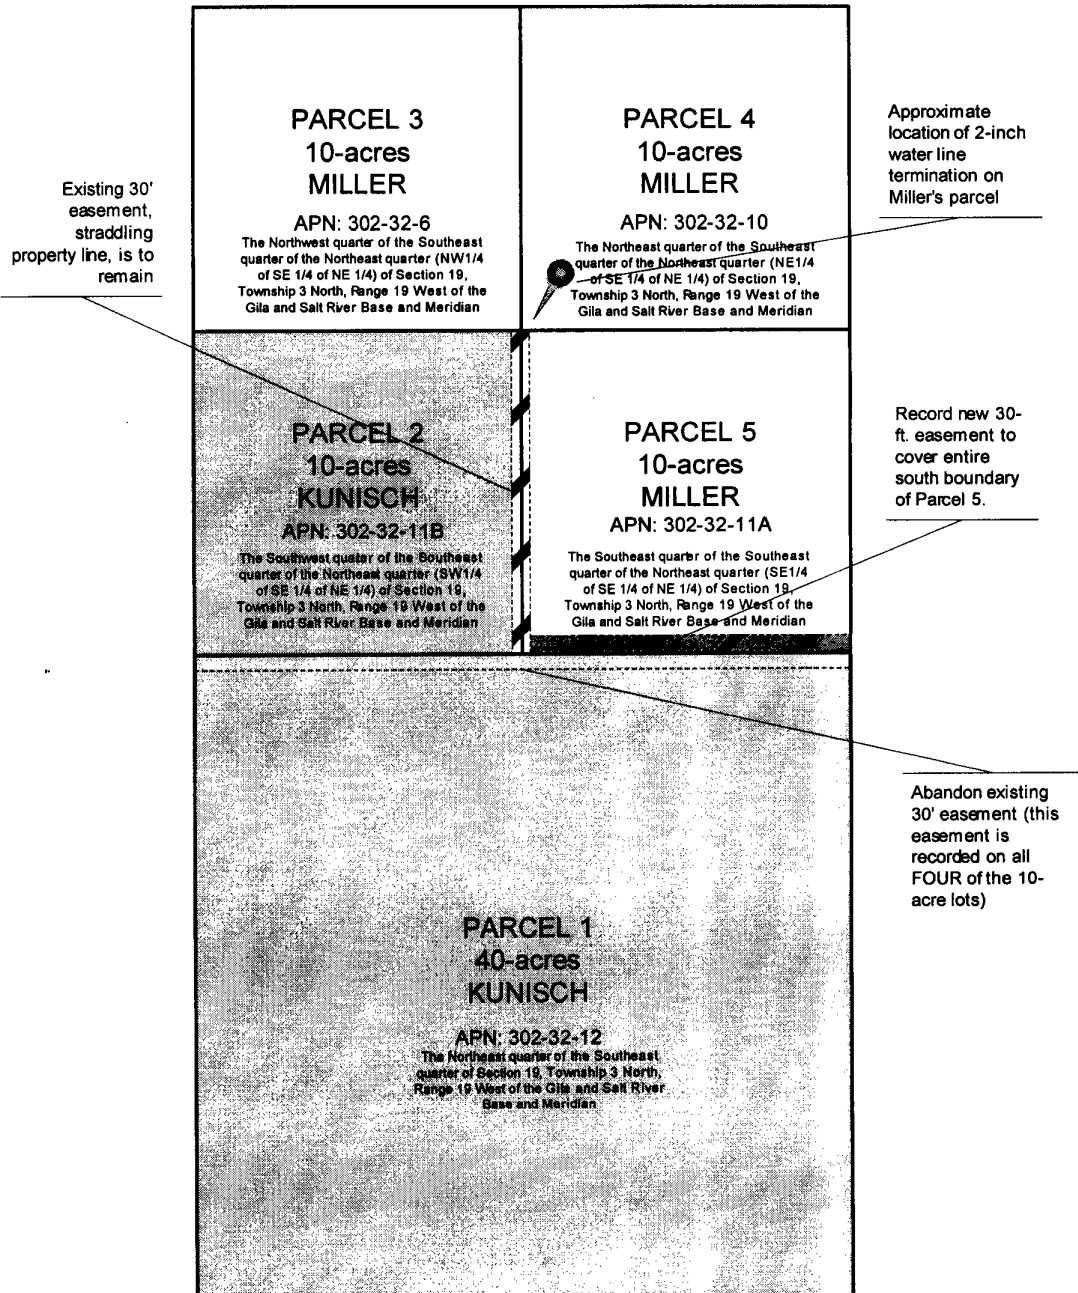 PARCEL 3
10-acres
MILLER
APN: 302-32-6
The Northwest quarter of the Southeast
quarter of the Northeast quarter (NW1/4
of SE 1/4 of NE 1/4) of Section 19,
Township 3 North, Range 19 West of the
Gila and Salt River Base and Meridian
PARCEL 4
10-acres
MILLER
APN: 302-32-10
The Northeast quarter of the Southeast
quarter of the Northeast quarter (NE1/4
of SE 1/4 of NE 1/4) of Section 19,
Township 3 North, Range 19 West of the
Gila and Salt River Base and Meridian
Approximate
location of 2-inch
water line
termination on
Miller's parcel
Existing 30'
easement,
straddling
property line, is to
remain
PARCEL 2
10-acres
KUNISCH
APN: 302-32-11B
The Southwest quarter of the Southeast
quarter of the Northeast quarter (SW1/4
of SE 1/4 of NE 1/4) of Section 19,
Township 3 North, Range 19 West of the
Gila and Salt River Base and Meridian
PARCEL 5
10-acres
MILLER
APN: 302-32-11A
The Southeast quarter of the Southeast
quarter of the Northeast quarter (SE1/4
of SE 1/4 of NE 1/4) of Section 19,
Township 3 North, Range 19 West of the
Gila and Salt River Base and Meridian
Record new 30-
ft. easement to
cover entire
south boundary
of Parcel 5.
Abandon existing
30' easement (this
easement is
recorded on all
FOUR of the 10-
acre lots)
PARCEL 1
40-acres
KUNISCH
APN: 302-32-12
The Northeast quarter of the Southeast
quarter of Section 19, Township 3 North,
Range 19 West of the Gila and Salt River
Base and Meridian